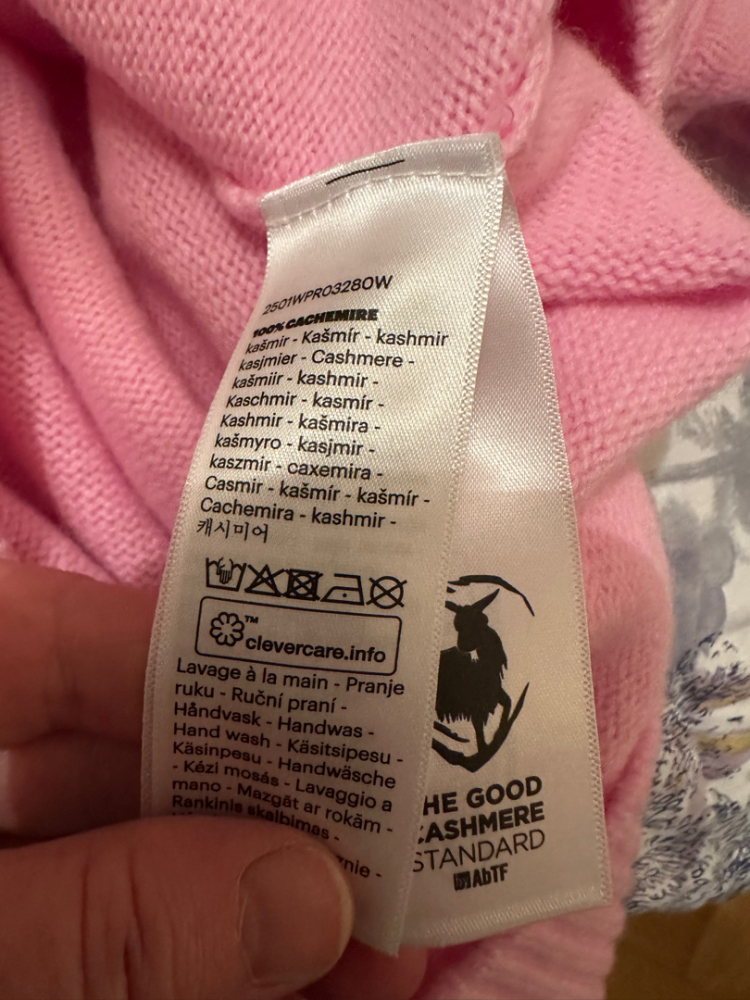 2501WPR0328OW
100% CACHEMIRE
kašmir - Kašmír - kashmir
kasjmier - Cashmere -
kašmiir - kashmir -
Kaschmir - kasmír -
Kashmir - kašmira -
kašmyro - kasjmir -
kaszmir - caxemira -
Casmir - kašmír - kašmír -
Cachemira - kashmir -
캐시미어
™
clevercare.info
Lavage à la main - Pranje
ruku - Ruční praní -
Håndvask - Handwas -
Hand wash - Käsitsipesu -
Käsinpesu - Handwäsche
- Kézi mosás - Lavaggio a
mano - Mazgāt ar rokām -
Rankinis skalbimas -
HE GOOD
CASHMERE
STANDARD
AbTF